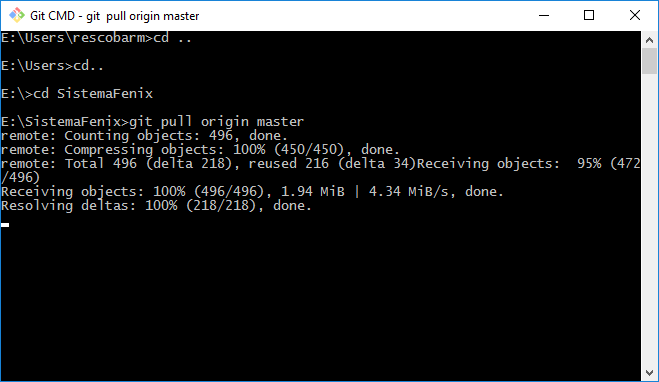 Git CMD - git  pull origin master
E:\Users\rescobarm>cd ..
E:\Users>cd..
E:\>cd SistemaFenix
E:\SistemaFenix>git pull origin master
remote: Counting objects: 496, done.
remote: Compressing objects: 100% (450/450), done.
remote: Total 496 (delta 218), reused 216 (delta 34)Receiving objects:  95% (472
/496)
Receiving objects: 100% (496/496), 1.94 MiB | 4.34 MiB/s, done.
Resolving deltas: 100% (218/218), done.